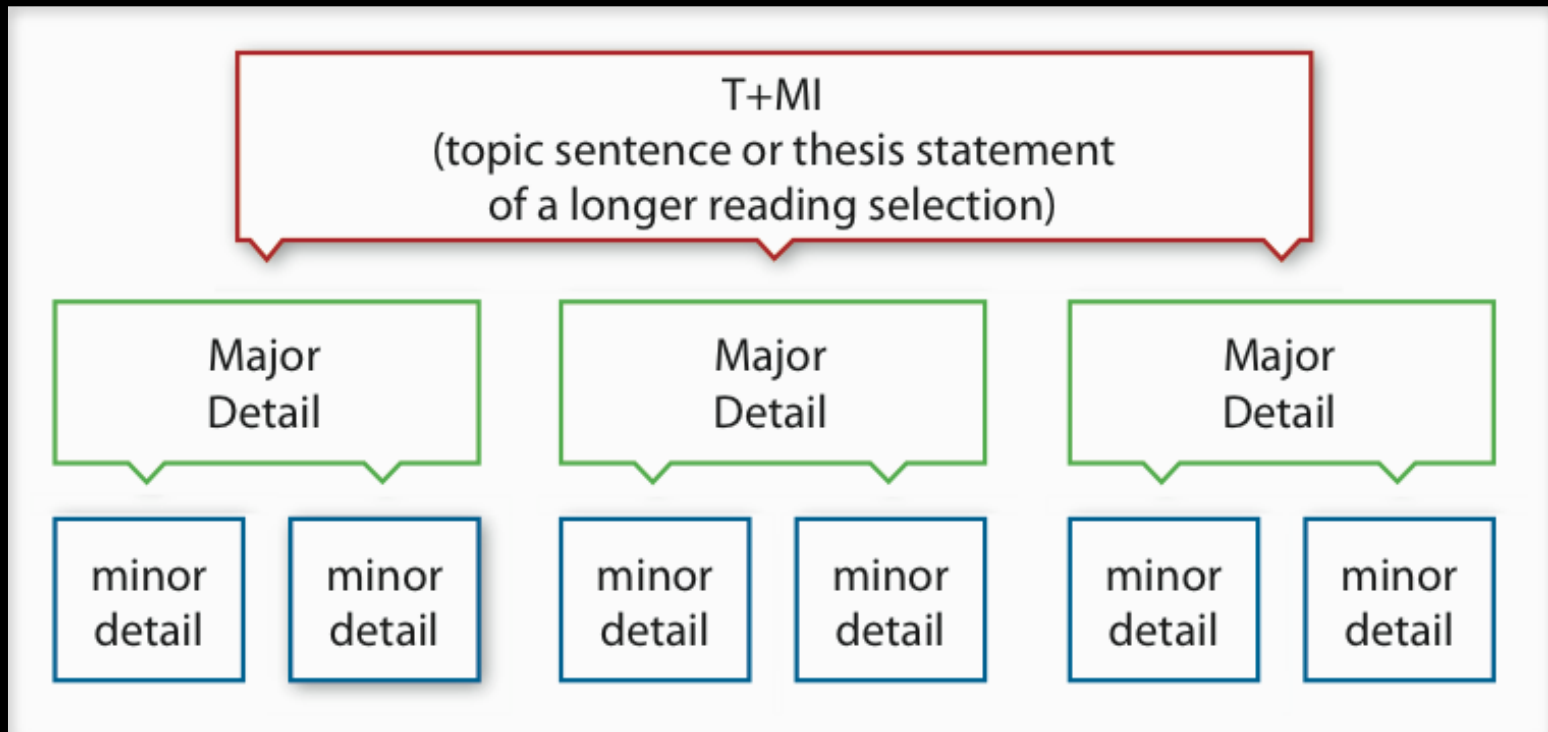 T+MI
(topic sentence or thesis statement
of a longer reading selection)
Major
Detail
Major
Detail
Major
Detail
minor
detail
minor
detail
minor
detail
minor
detail
minor
detail
minor
detail